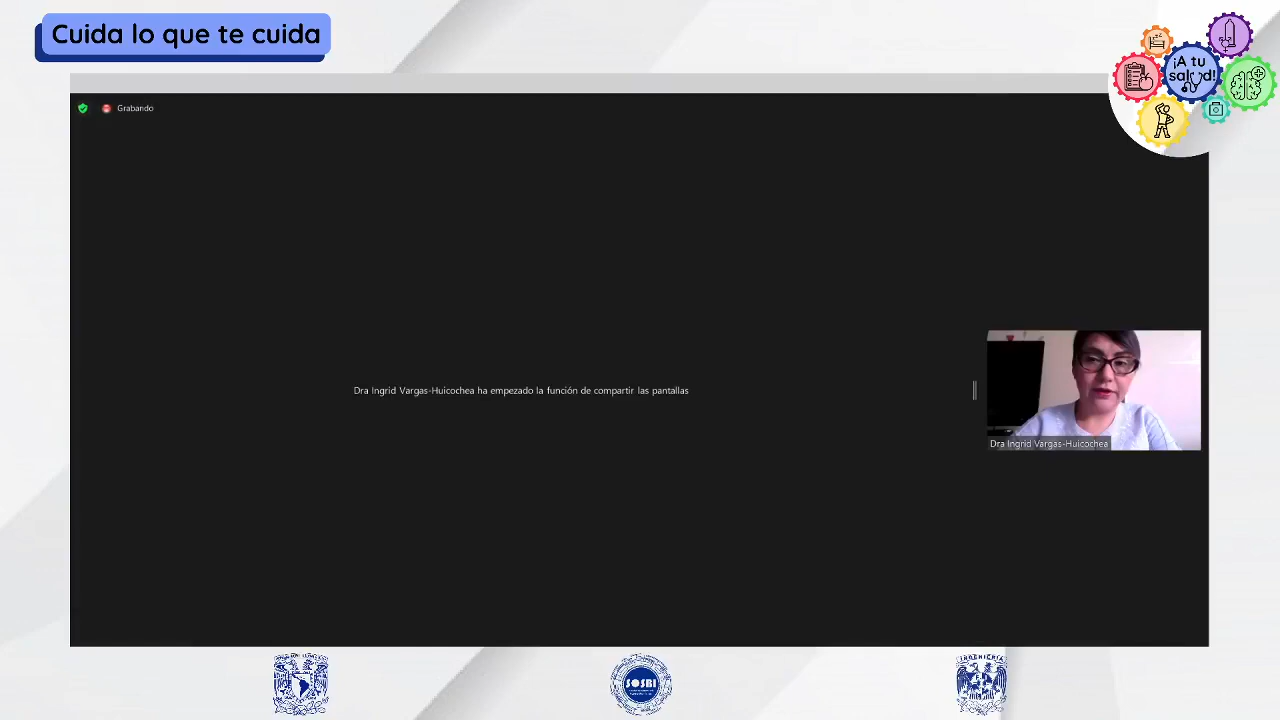 Cuida lo que te cuida
¡A tu
salud!
Grabando
Dra Ingrid Vargas-Huicochea ha empezado la función de compartir las pantallas
Dra Ingrid Vargas-Huicochea
SOSBI